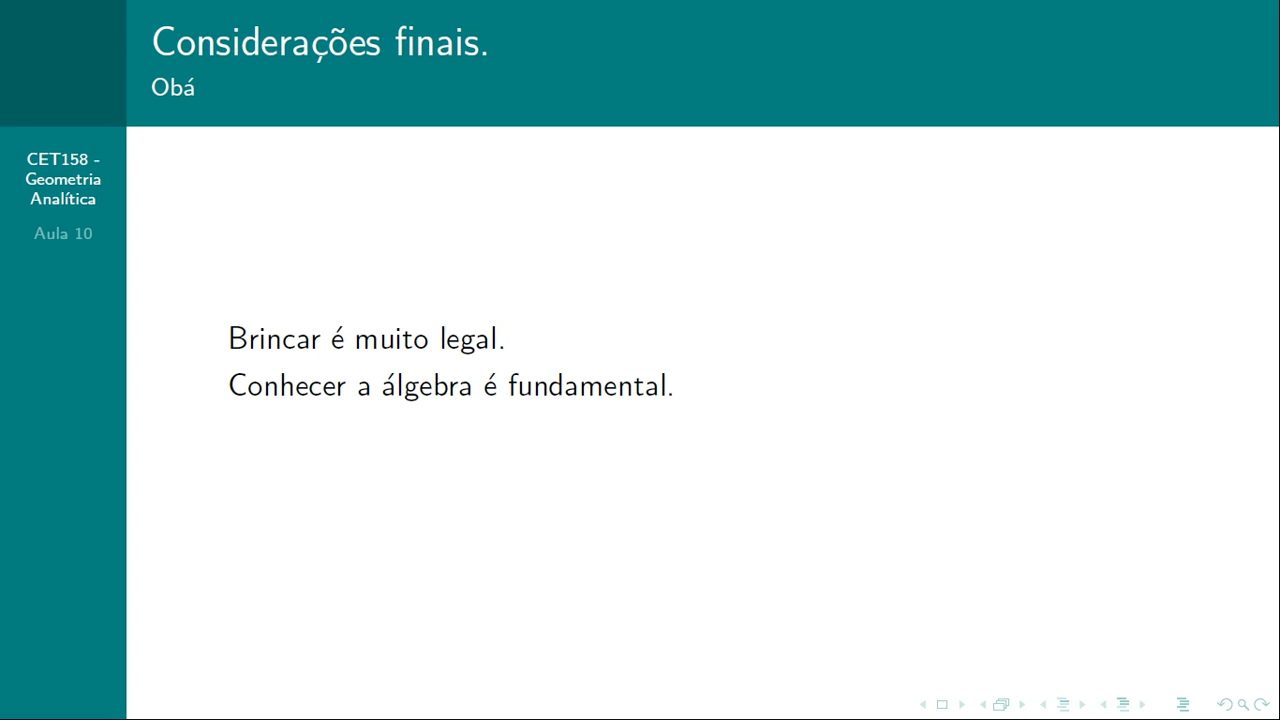 Considerações finais.
Obá
CET158 -
Geometria
Analítica
Aula 10
Brincar é muito legal.
Conhecer a álgebra é fundamental.